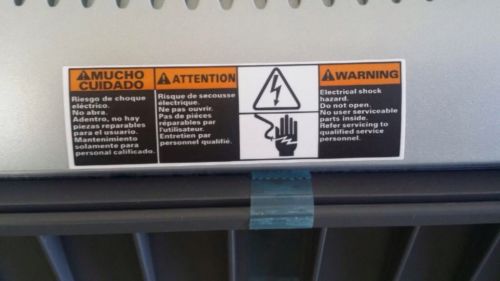 MUCHO
CUIDADO
Riesgo de choque
eléctrico.
No abra.
Adentro, no hay
piezas reparables
para el usuario.
Mantenimiento
solamente para
personal calificado.
ATTENTION
Risque de secousse
électrique.
Ne pas ouvrir.
Pas de pièces
réparables par
l'utilisateur.
Entretien par
personnel qualifié.
WARNING
Electrical shock
hazard.
Do not open.
No user serviceable
parts inside.
Refer servicing to
qualified service
personnel.